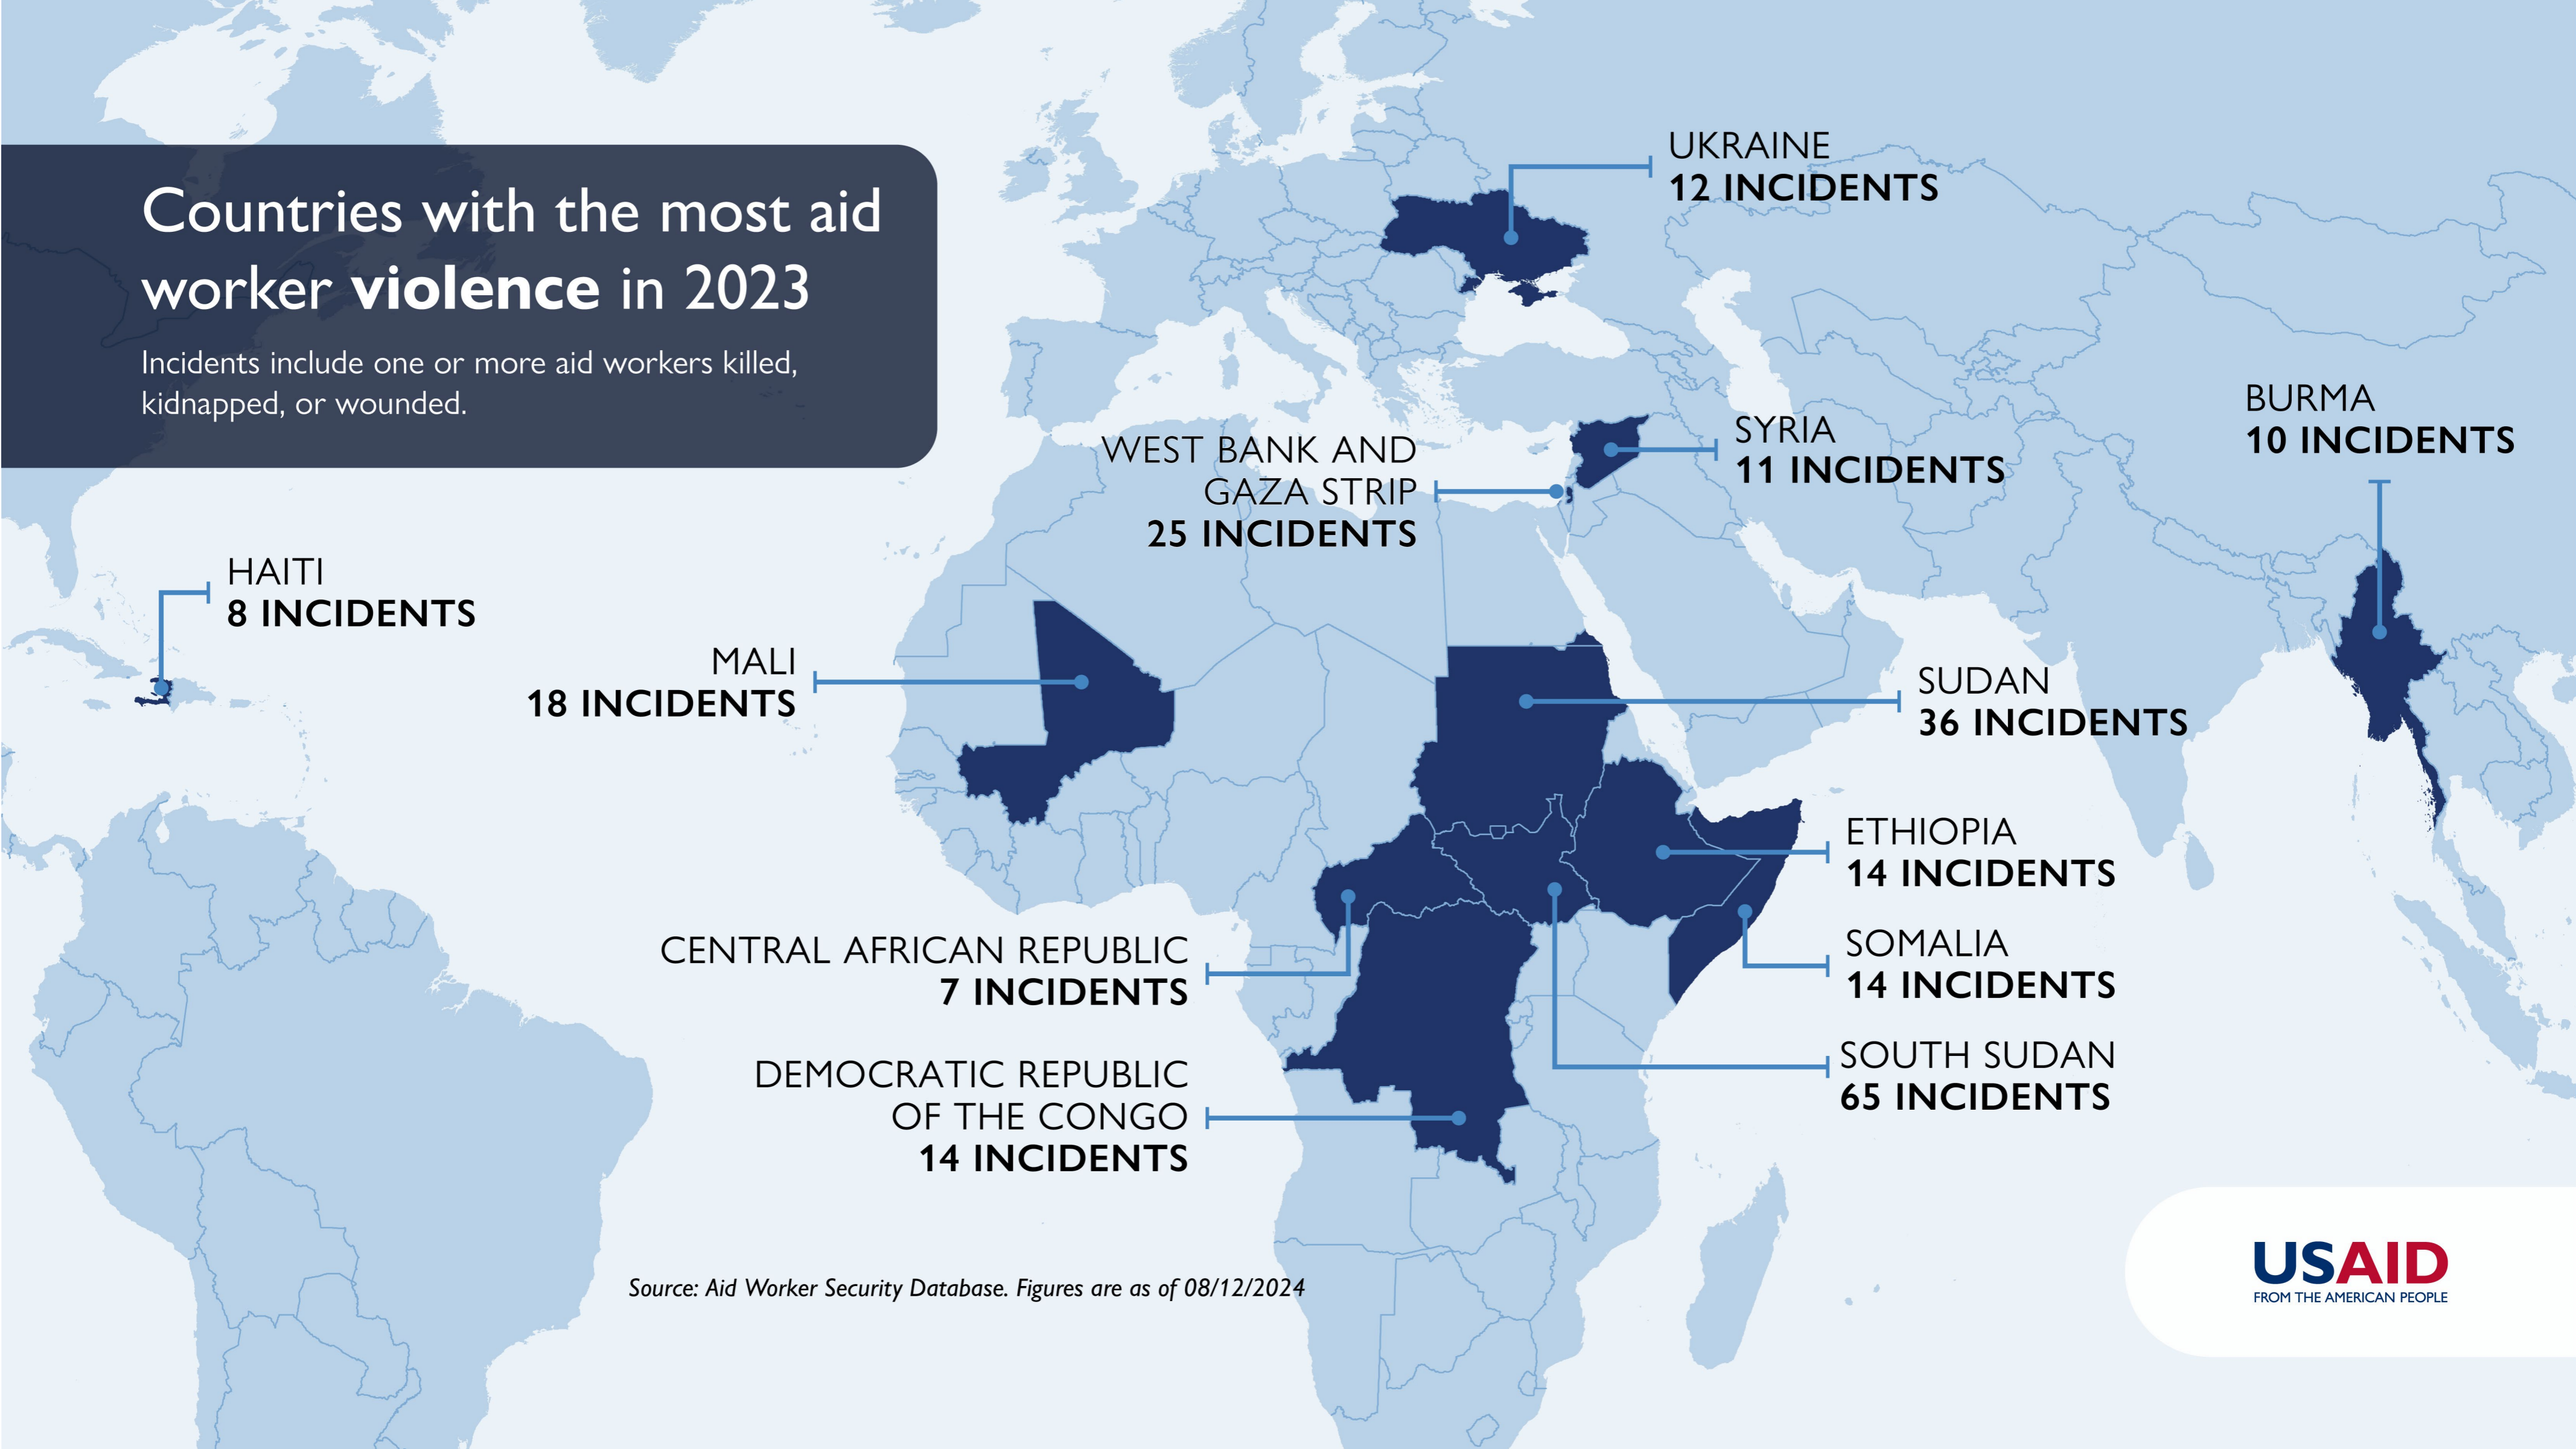 Countries with the most aid
worker violence in 2023
Incidents include one or more aid workers killed,
kidnapped, or wounded.
UKRAINE
12 INCIDENTS
BURMA
10 INCIDENTS
SYRIA
11 INCIDENTS
WEST BANK AND
GAZA STRIP
25 INCIDENTS
HAITI
8 INCIDENTS
MALI
18 INCIDENTS
SUDAN
36 INCIDENTS
ETHIOPIA
14 INCIDENTS
SOMALIA
14 INCIDENTS
CENTRAL AFRICAN REPUBLIC
7 INCIDENTS
SOUTH SUDAN
65 INCIDENTS
DEMOCRATIC REPUBLIC
OF THE CONGO
14 INCIDENTS
Source: Aid Worker Security Database. Figures are as of 08/12/2024
USAID
FROM THE AMERICAN PEOPLE